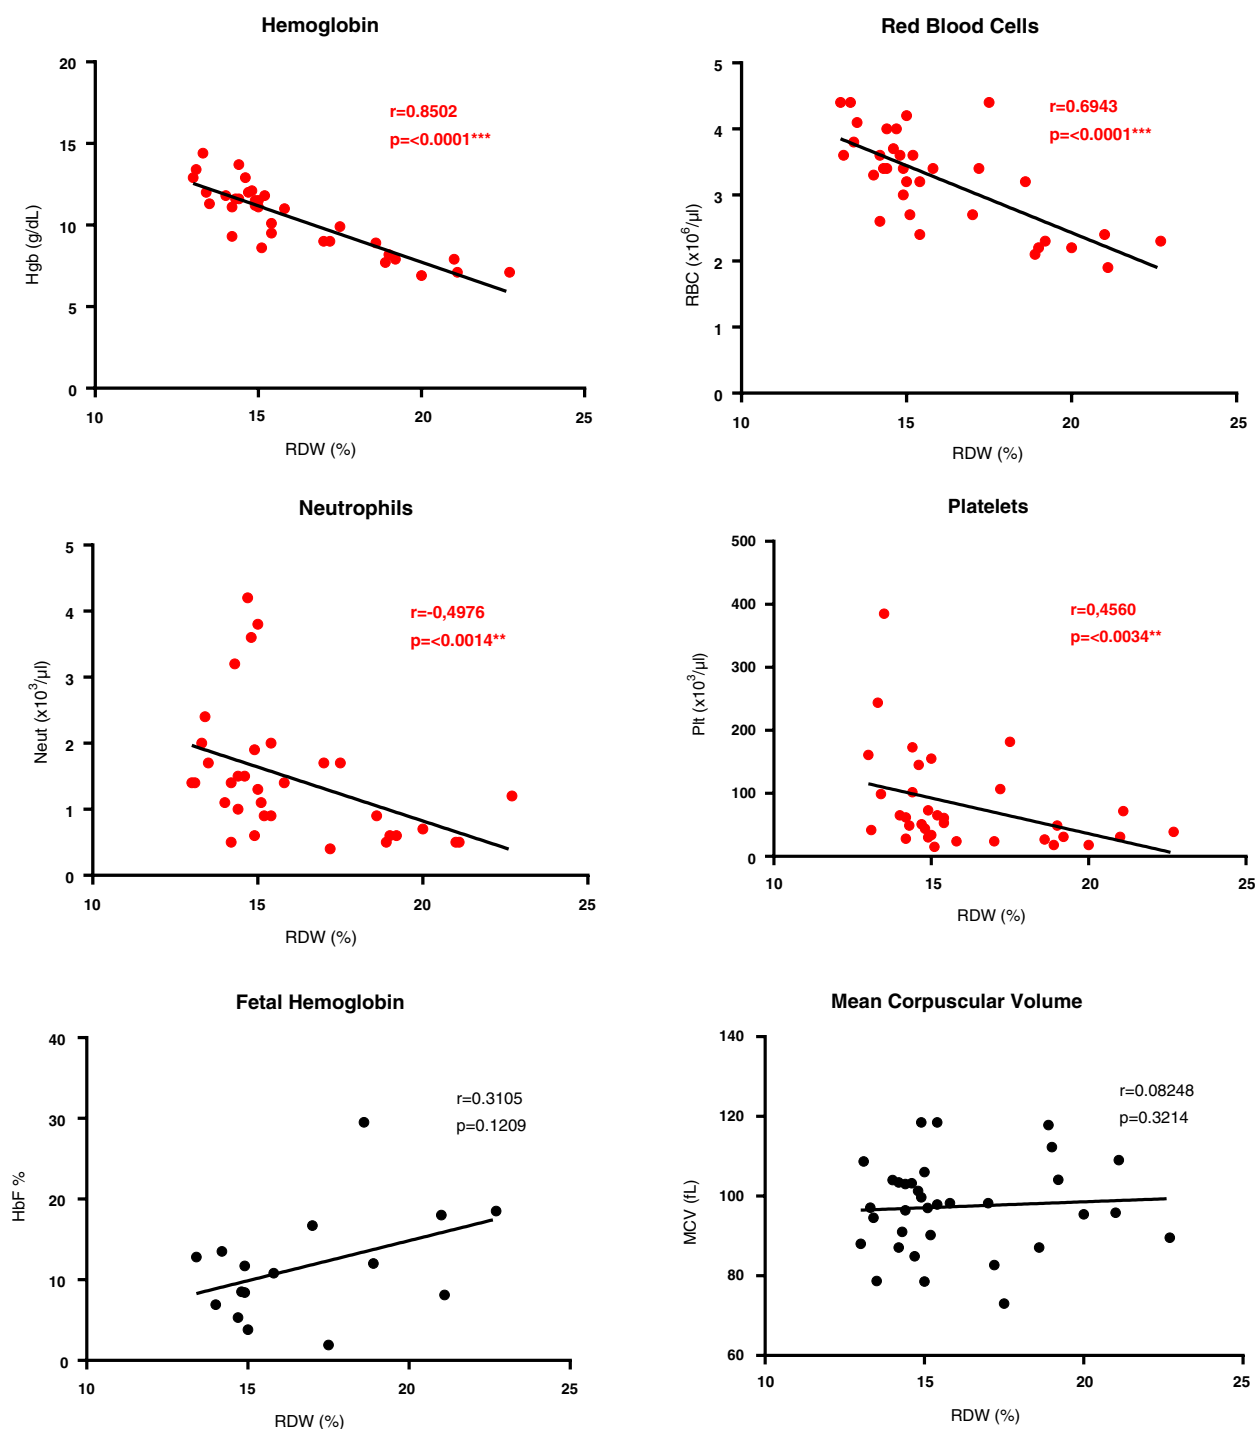 Hemoglobin
20
15
10
5
0
10
15
20
25
Hgb (g/dL)
RDW (%)
r=0.8502
p=<0.0001***
Red Blood Cells
5
4
3
2
1
0
10
15
20
25
RBC (x10⁶/µl)
RDW (%)
r=0.6943
p=<0.0001***
Neutrophils
5
4
3
2
1
0
10
15
20
25
Neut (x10³/µl)
RDW (%)
r=-0,4976
p=<0.0014**
Platelets
500
400
300
200
100
0
10
15
20
25
Plt (x10³/µl)
RDW (%)
r=0,4560
p=<0.0034**
Fetal Hemoglobin
40
30
20
10
0
10
15
20
25
HbF %
RDW (%)
r=0.3105
p=0.1209
Mean Corpuscular Volume
140
120
100
80
60
10
15
20
25
MCV (fL)
RDW (%)
r=0.08248
p=0.3214